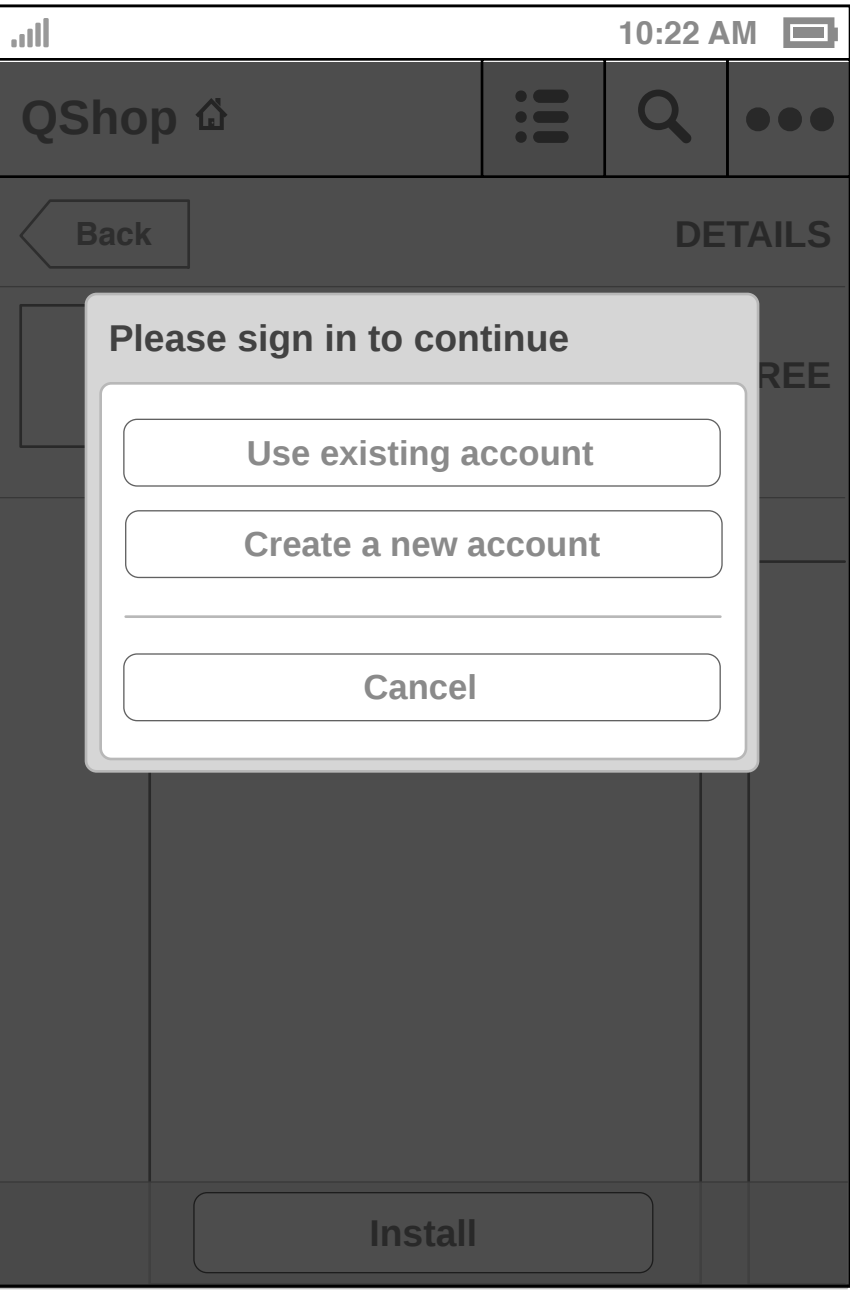 10:22 AM
QShop
Back
DETAILS
Please sign in to continue
REE
Use existing account
Create a new account
Cancel
Install